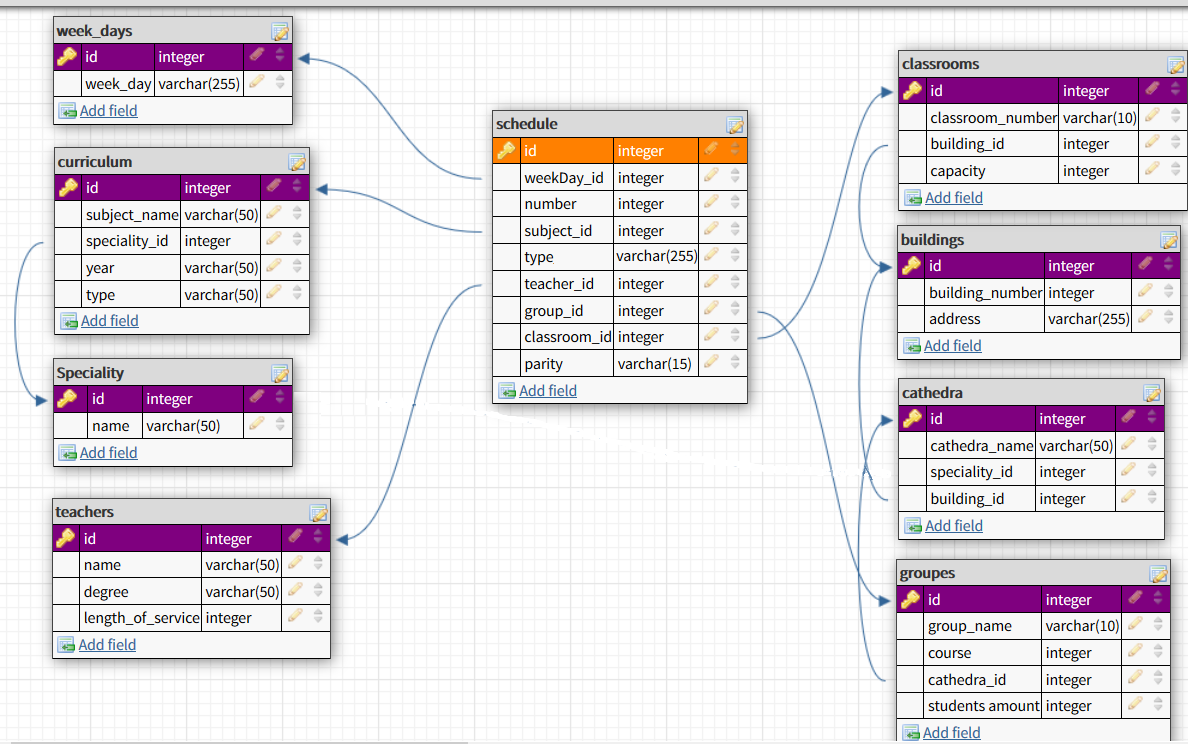 week_days
id integer
week_day varchar(255)
Add field
curriculum
id integer
subject_name varchar(50)
speciality_id integer
year varchar(50)
type varchar(50)
Add field
Speciality
id integer
name varchar(50)
Add field
teachers
id integer
name varchar(50)
degree varchar(50)
length_of_service integer
Add field
schedule
id integer
weekDay_id integer
number integer
subject_id integer
type varchar(255)
teacher_id integer
group_id integer
classroom_id integer
parity varchar(15)
Add field
classrooms
id integer
classroom_number varchar(10)
building_id integer
capacity integer
Add field
buildings
id integer
building_number integer
address varchar(255)
Add field
cathedra
id integer
cathedra_name varchar(50)
speciality_id integer
building_id integer
Add field
groupes
id integer
group_name varchar(10)
course integer
cathedra_id integer
students amount integer
Add field